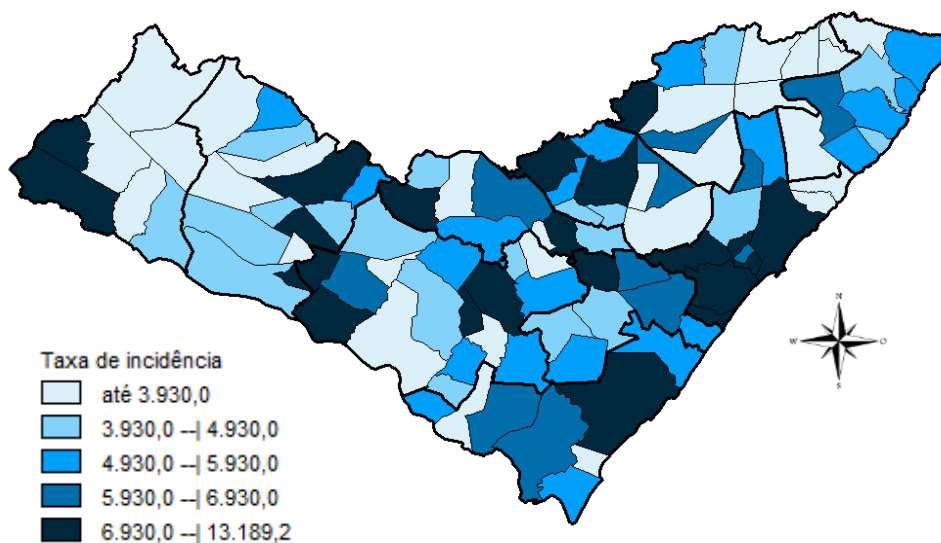 Taxa de incidência
até 3.930,0
3.930,0 --| 4.930,0
4.930,0 --| 5.930,0
5.930,0 --| 6.930,0
6.930,0 --| 13.189,2
N
W
O
S